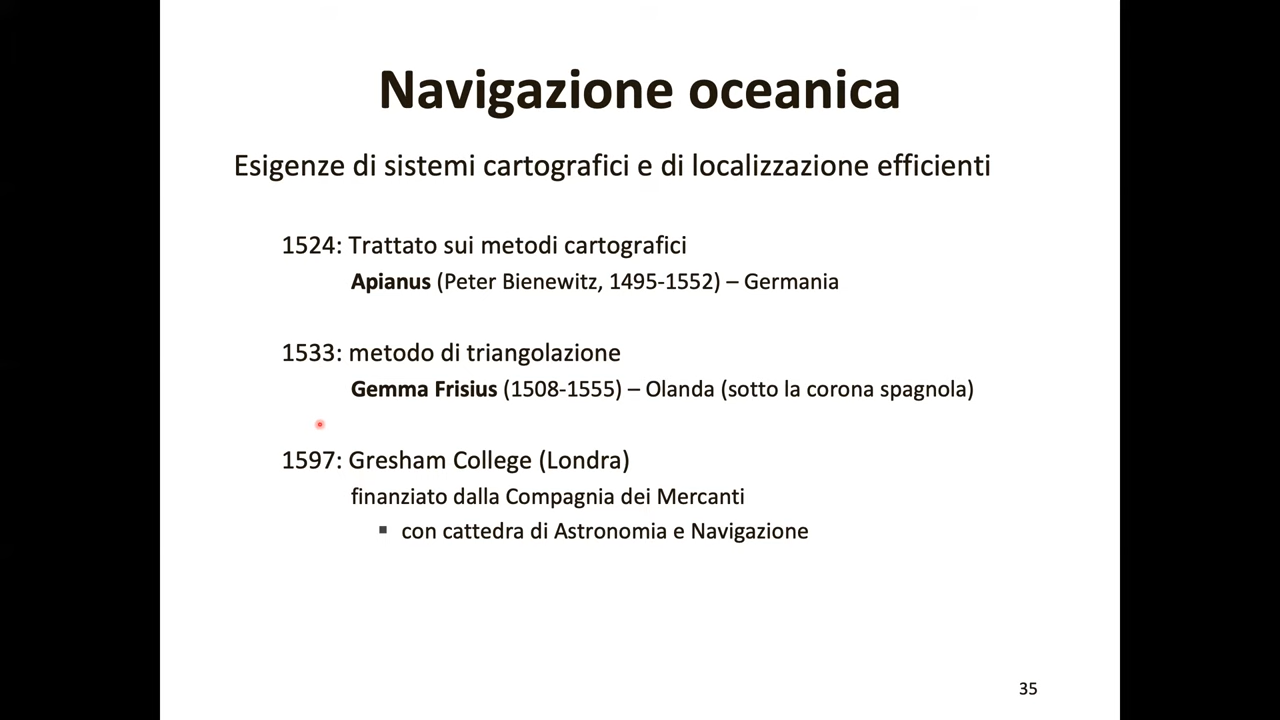 Navigazione oceanica
Esigenze di sistemi cartografici e di localizzazione efficienti
1524: Trattato sui metodi cartografici
Apianus (Peter Bienewitz, 1495-1552) – Germania
1533: metodo di triangolazione
Gemma Frisius (1508-1555) – Olanda (sotto la corona spagnola)
1597: Gresham College (Londra)
finanziato dalla Compagnia dei Mercanti
▪ con cattedra di Astronomia e Navigazione
35